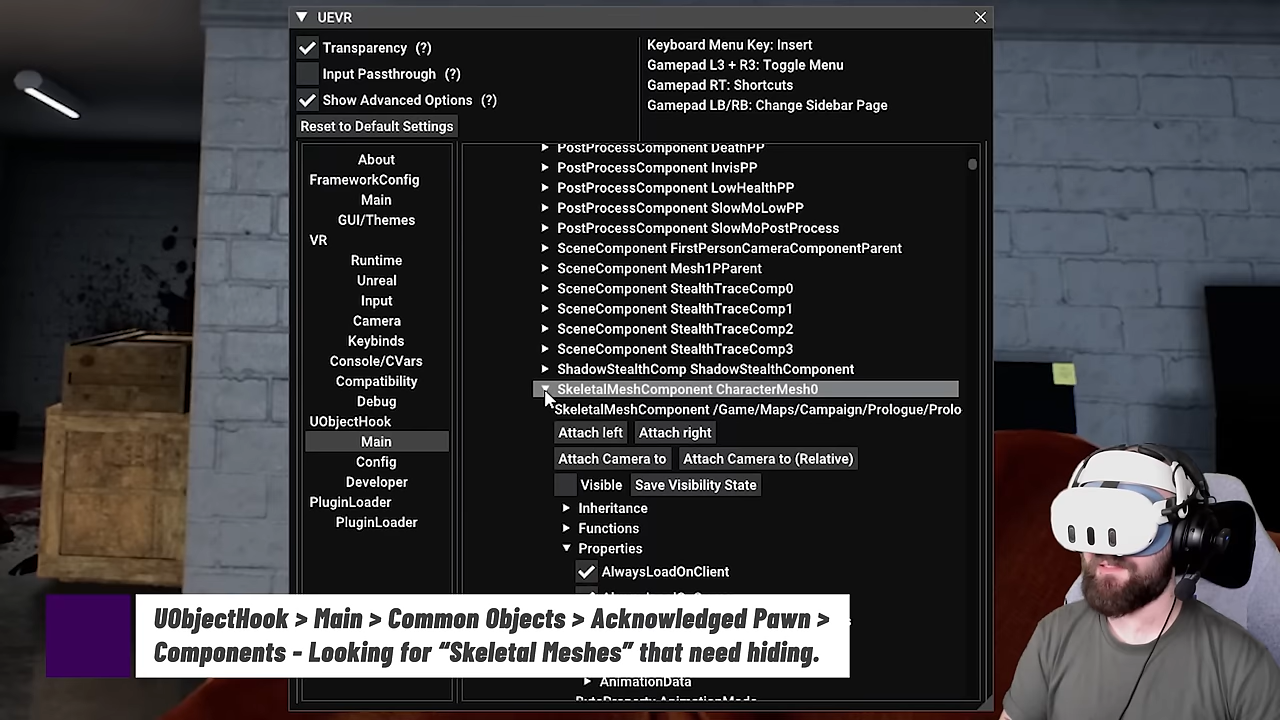 UEVR
Transparency (?)
Input Passthrough (?)
Show Advanced Options (?)
Reset to Default Settings
Keyboard Menu Key: Insert
Gamepad L3 + R3: Toggle Menu
Gamepad RT: Shortcuts
Gamepad LB/RB: Change Sidebar Page
About
FrameworkConfig
Main
GUI/Themes
VR
Runtime
Unreal
Input
Camera
Keybinds
Console/CVars
Compatibility
Debug
UObjectHook
Main
Config
Developer
PluginLoader
PluginLoader
PostProcessComponent DeathPP
PostProcessComponent InvisPP
PostProcessComponent LowHealthPP
PostProcessComponent SlowMoLowPP
PostProcessComponent SlowMoPostProcess
SceneComponent FirstPersonCameraComponentParent
SceneComponent Mesh1PParent
SceneComponent StealthTraceComp0
SceneComponent StealthTraceComp1
SceneComponent StealthTraceComp2
SceneComponent StealthTraceComp3
ShadowStealthComp ShadowStealthComponent
SkeletalMeshComponent CharacterMesh0
SkeletalMeshComponent /Game/Maps/Campaign/Prologue/Prolo
Attach left Attach right
Attach Camera to Attach Camera to (Relative)
Visible Save Visibility State
Inheritance
Functions
Properties
AlwaysLoadOnClient
AnimationData
UObjectHook > Main > Common Objects > Acknowledged Pawn >
Components - Looking for “Skeletal Meshes” that need hiding.